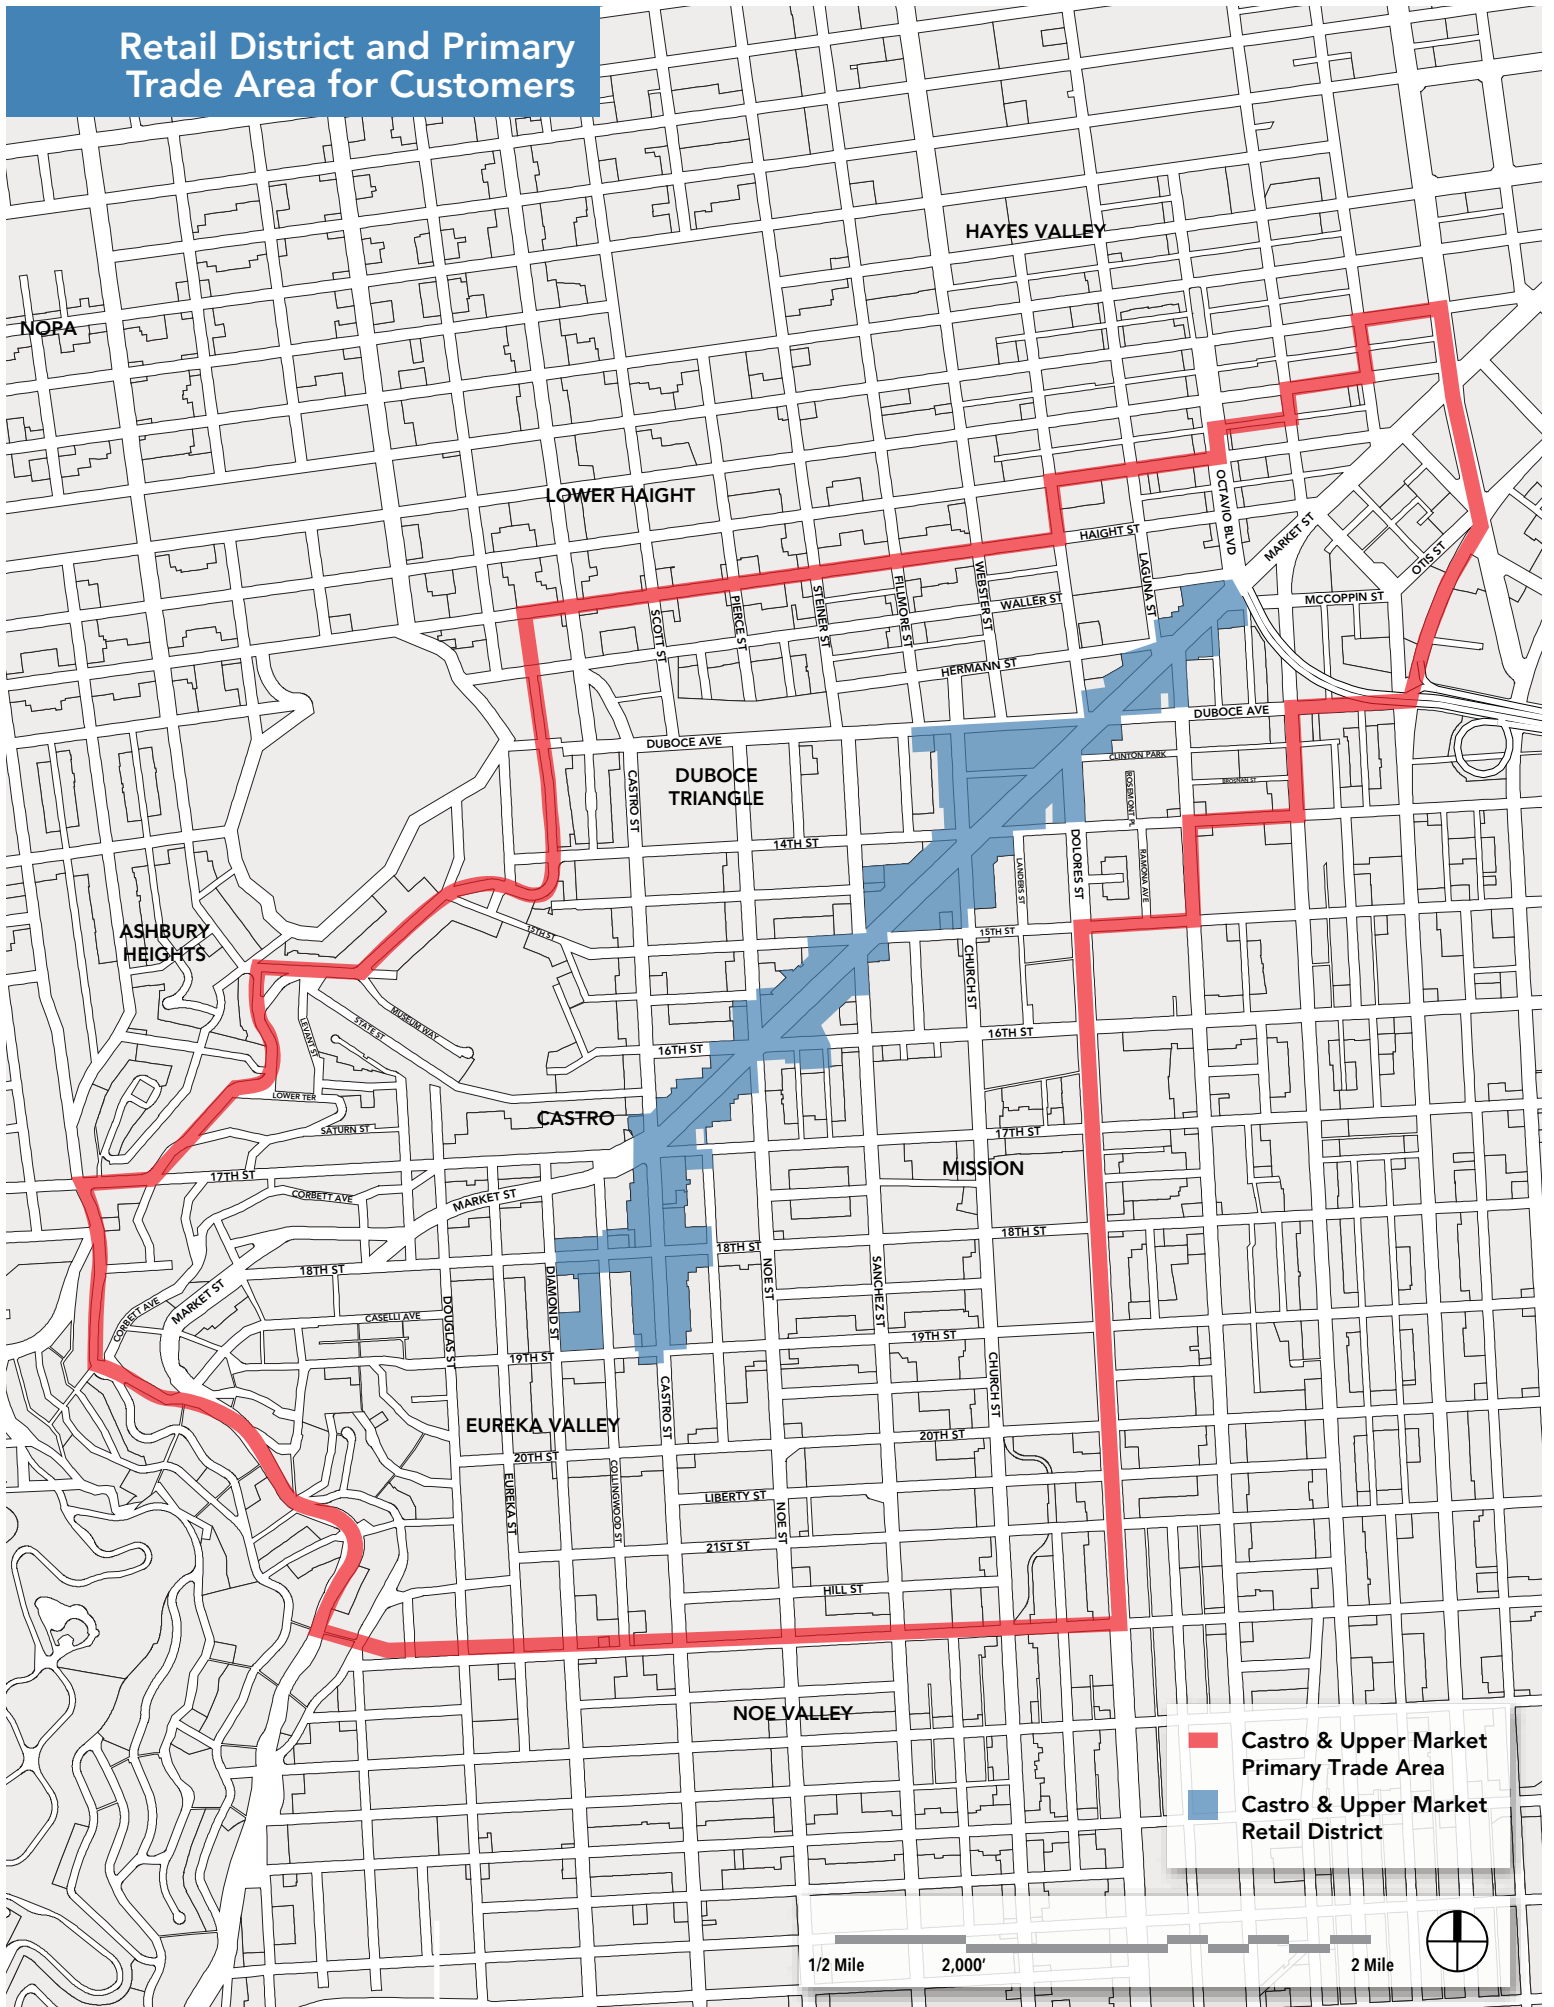 Retail District and Primary
Trade Area for Customers
HAYES VALLEY
NOPA
LOWER HAIGHT
OCTAVIO BLVD
MARKET ST
HAIGHT ST
OTIS ST
LAGUNA ST
WEBSTER ST
FILLMORE ST
STEINER ST
PIERCE ST
SCOTT ST
WALLER ST
MCCOPPIN ST
HERMANN ST
DUBOCE AVE
DUBOCE AVE
CLINTON PARK
DUBOCE
TRIANGLE
CASTRO ST
ROSEMONT PL
BROSNAN ST
14TH ST
DOLORES ST
LANDERS ST
RAMONA AVE
ASHBURY
HEIGHTS
15TH ST
15TH ST
CHURCH ST
MUSEUM WAY
STATE ST
LEVANT ST
16TH ST
16TH ST
LOWER TER
CASTRO
SATURN ST
17TH ST
MISSION
17TH ST
CORBETT AVE
MARKET ST
18TH ST
18TH ST
18TH ST
NOE ST
SANCHEZ ST
DIAMOND ST
DOUGLAS ST
CORBETT AVE
MARKET ST
CASELLI AVE
19TH ST
19TH ST
CASTRO ST
CHURCH ST
EUREKA VALLEY
20TH ST
20TH ST
EUREKA ST
COLLINGWOOD ST
LIBERTY ST
NOE ST
21ST ST
HILL ST
NOE VALLEY
Castro & Upper Market
Primary Trade Area
Castro & Upper Market
Retail District
1/2 Mile
2,000′
2 Mile